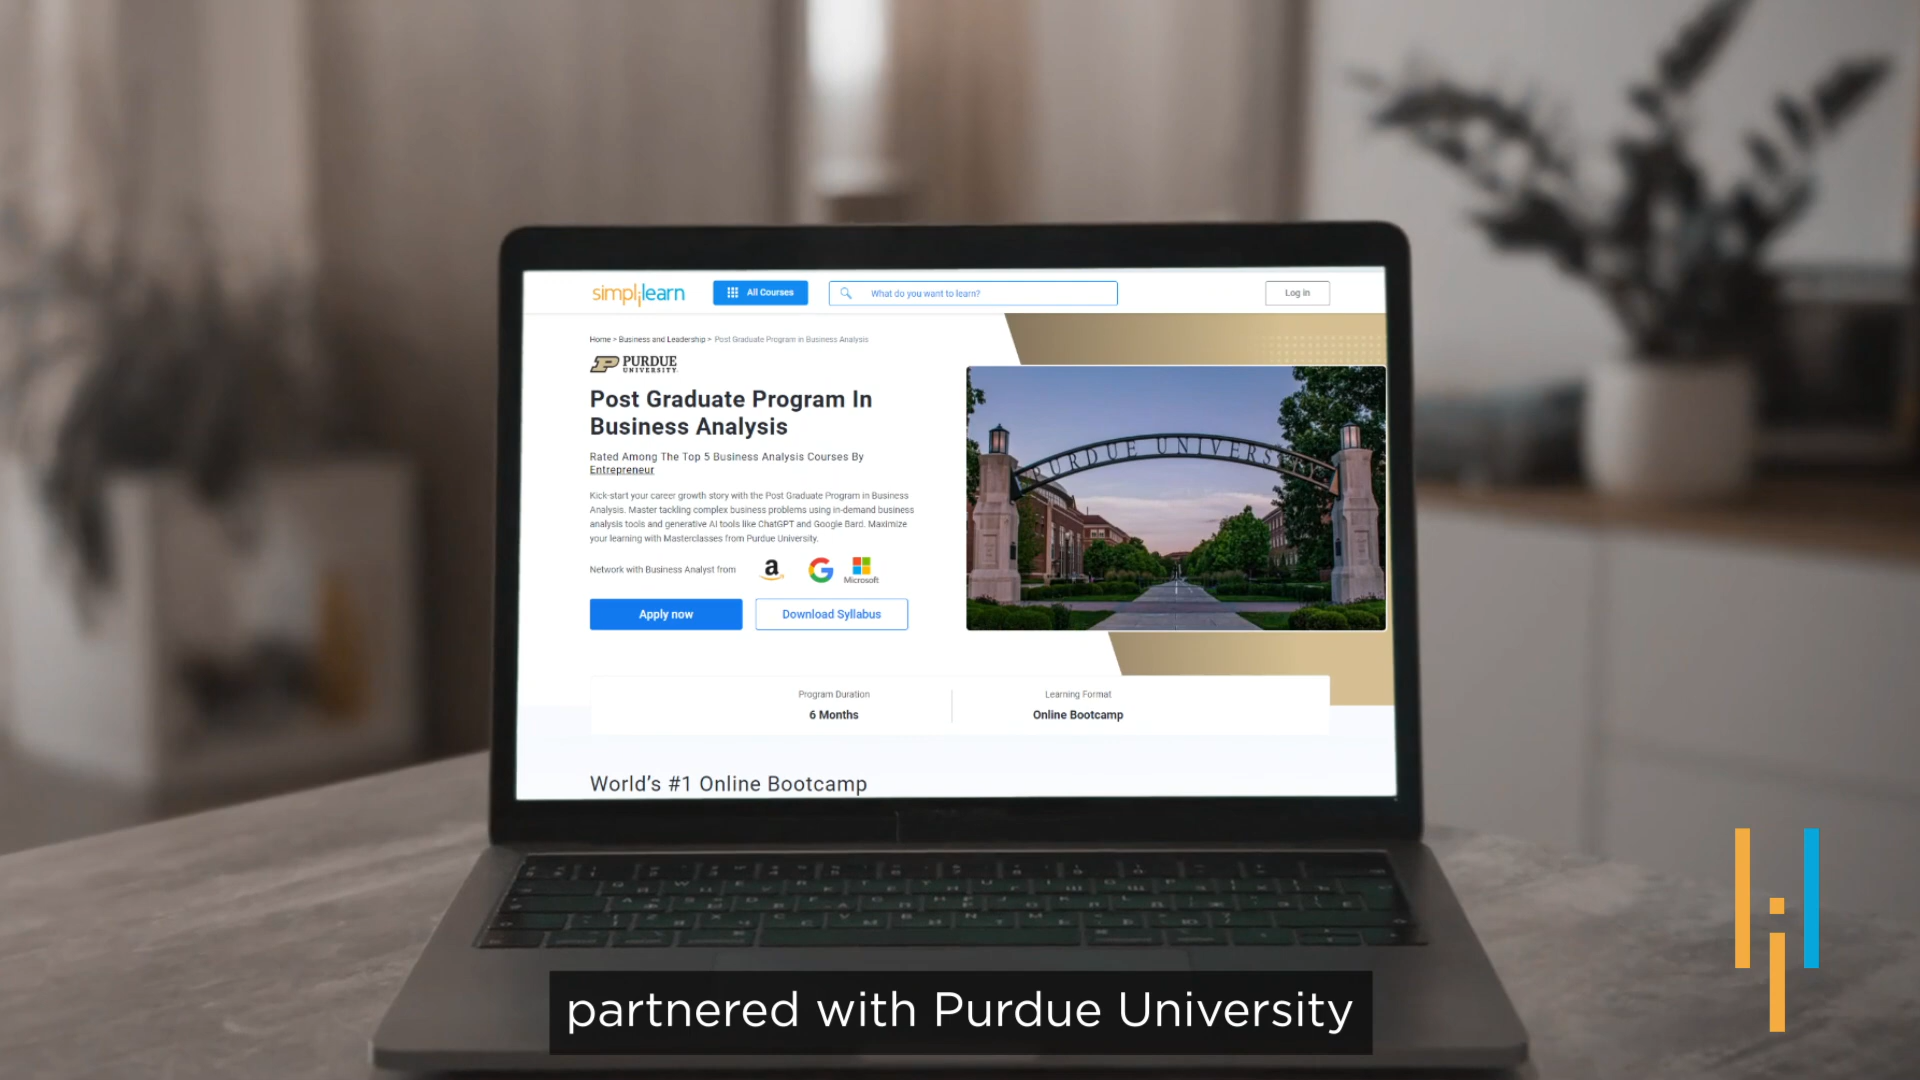 simplilearn
All Courses
What do you want to learn?
Log in
Home > Business and Leadership > Post Graduate Program in Business Analysis
PURDUE
UNIVERSITY
Post Graduate Program In
Business Analysis
Rated Among The Top 5 Business Analysis Courses By
Entrepreneur
Kick-start your career growth story with the Post Graduate Program in Business
Analysis. Master tackling complex business problems using in-demand business
analysis tools and generative AI tools like ChatGPT and Google Bard. Maximize
your learning with Masterclasses from Purdue University.
PURDUE UNIVERSITY
Network with Business Analyst from
Microsoft
Apply now
Download Syllabus
Program Duration
6 Months
Learning Format
Online Bootcamp
World's #1 Online Bootcamp
partnered with Purdue University